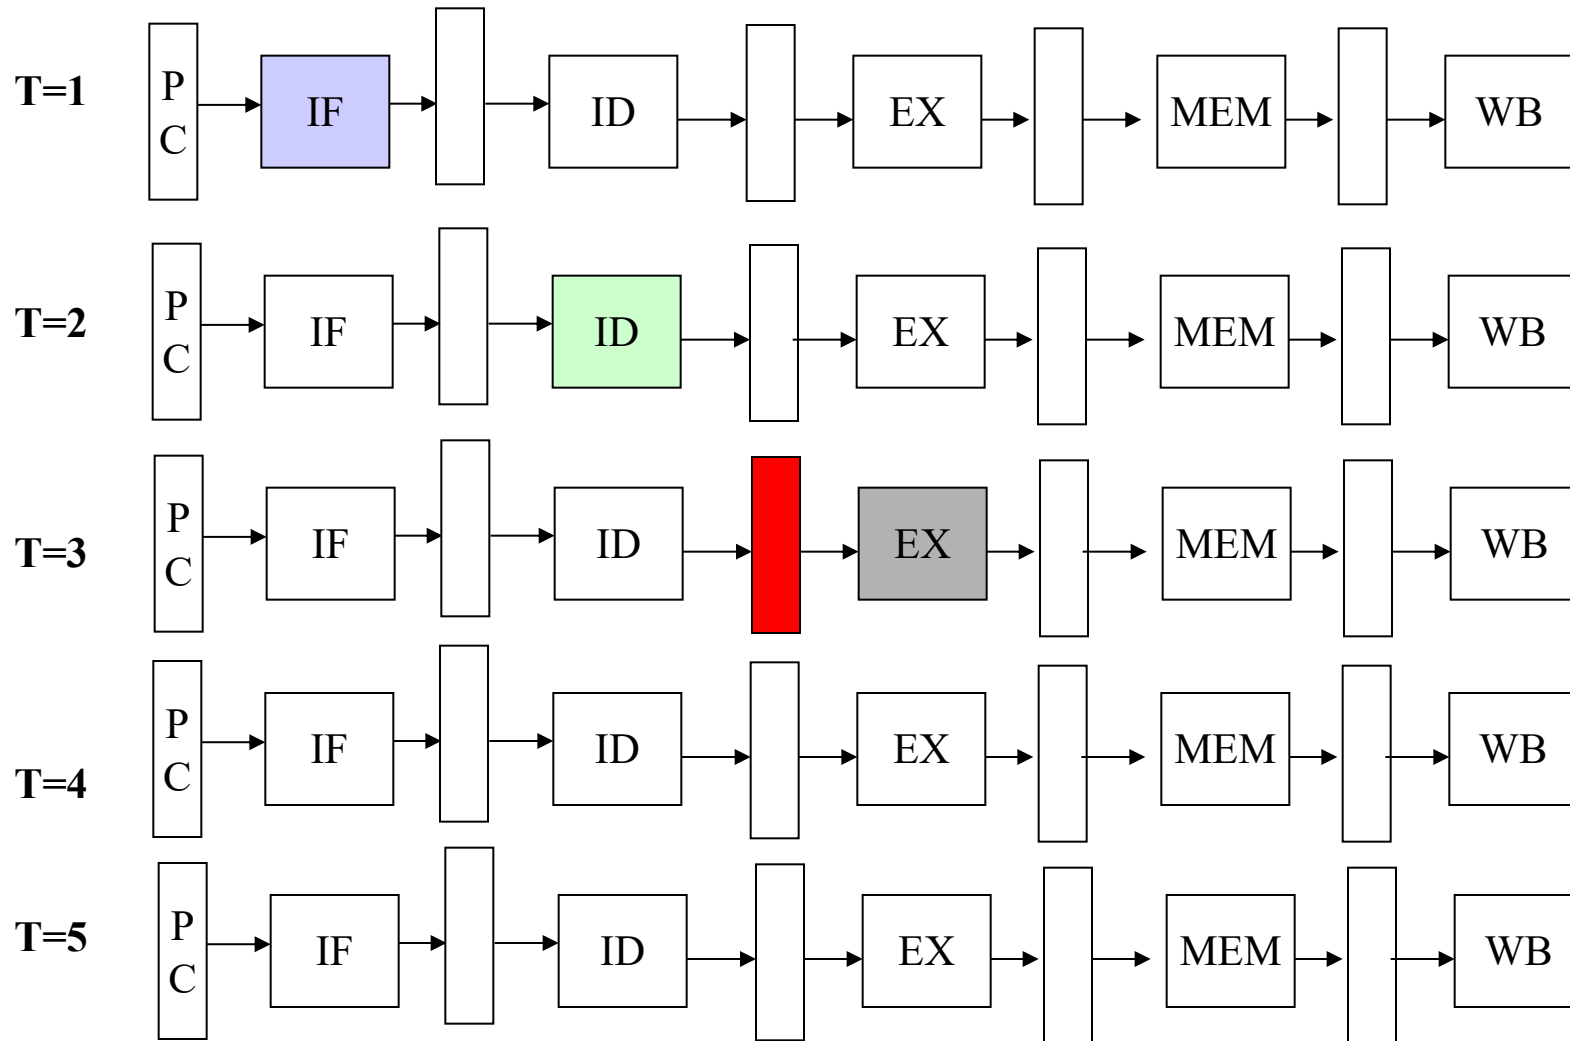 T=1 P C IF ID EX MEM WB
T=2 P C IF ID EX MEM WB
T=3 P C IF ID EX MEM WB
T=4 P C IF ID EX MEM WB
T=5 P C IF ID EX MEM WB